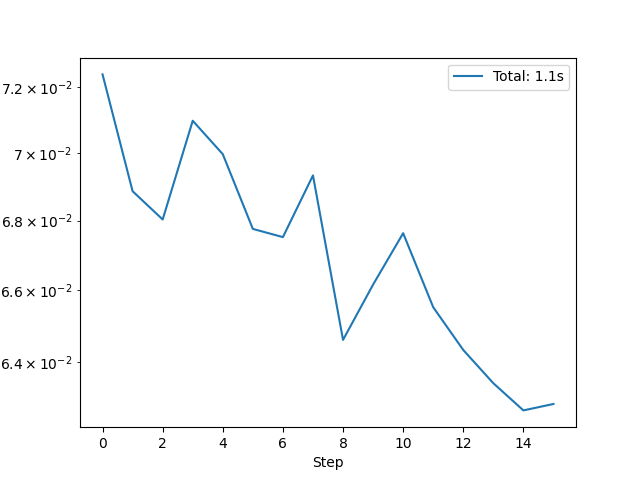 Total: 1.1s
7.2 × 10⁻²
7 × 10⁻²
6.8 × 10⁻²
6.6 × 10⁻²
6.4 × 10⁻²
0 2 4 6 8 10 12 14
Step